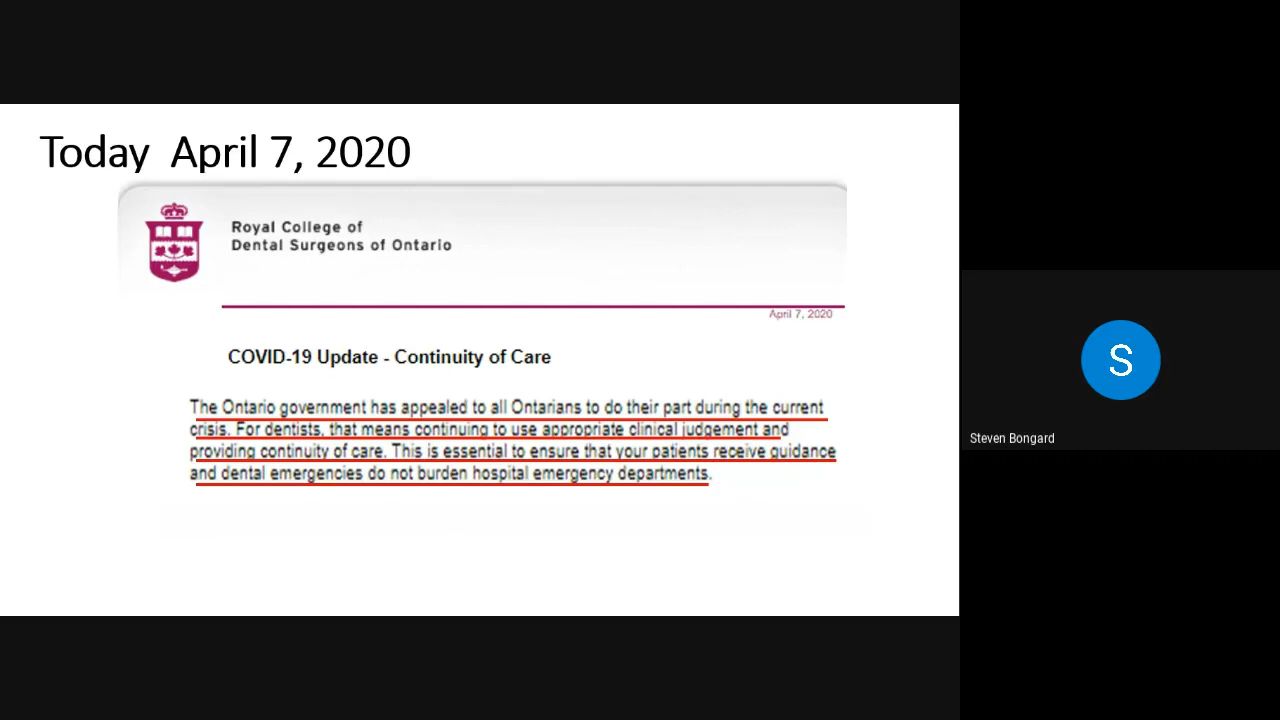 Today April 7, 2020
Royal College of
Dental Surgeons of Ontario
April 7, 2020
COVID-19 Update - Continuity of Care
The Ontario government has appealed to all Ontarians to do their part during the current
crisis. For dentists, that means continuing to use appropriate clinical judgement and
providing continuity of care. This is essential to ensure that your patients receive guidance
and dental emergencies do not burden hospital emergency departments.
S
Steven Bongard